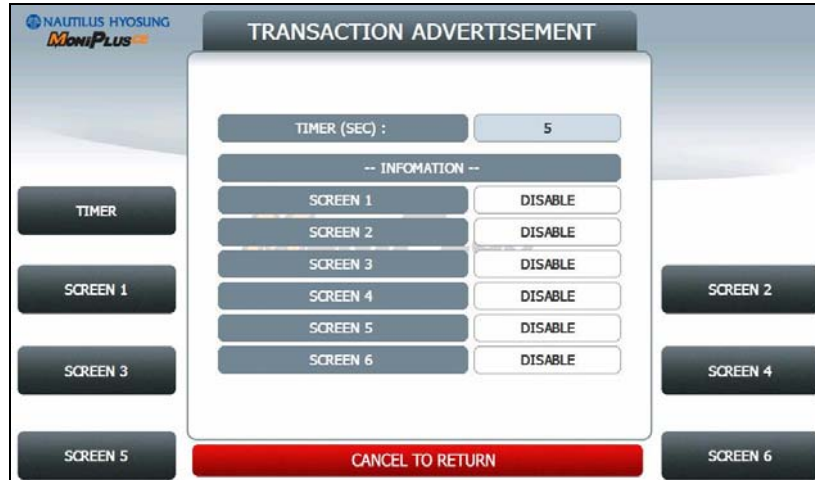 NAUTILUS HYOSUNG
MONIPLUS CE
TRANSACTION ADVERTISEMENT
TIMER (SEC) : 5
-- INFOMATION --
SCREEN 1 DISABLE
SCREEN 2 DISABLE
SCREEN 3 DISABLE
SCREEN 4 DISABLE
SCREEN 5 DISABLE
SCREEN 6 DISABLE
TIMER
SCREEN 1
SCREEN 2
SCREEN 3
SCREEN 4
SCREEN 5
CANCEL TO RETURN
SCREEN 6